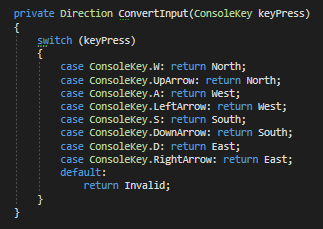 private Direction ConvertInput(ConsoleKey keyPress)
{
switch (keyPress)
{
case ConsoleKey.W: return North;
case ConsoleKey.UpArrow: return North;
case ConsoleKey.A: return West;
case ConsoleKey.LeftArrow: return West;
case ConsoleKey.S: return South;
case ConsoleKey.DownArrow: return South;
case ConsoleKey.D: return East;
case ConsoleKey.RightArrow: return East;
default:
return Invalid;
}
}